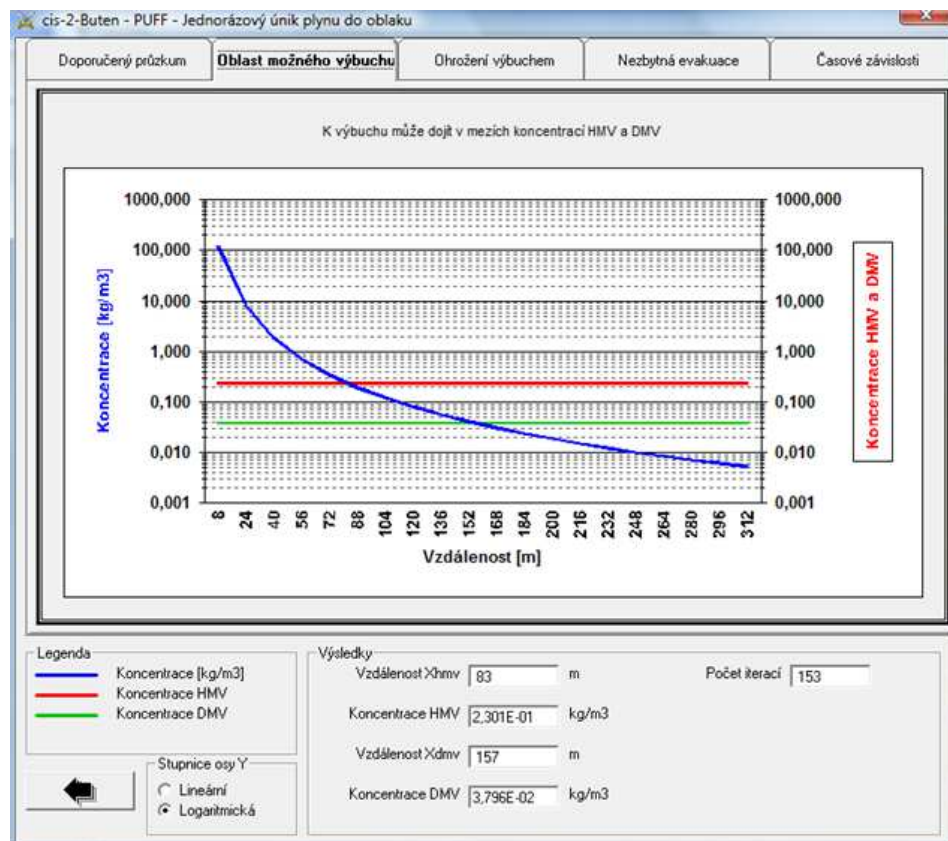 cis-2-Buten - PUFF - Jednorázový únik plynu do oblaku
Doporučený průzkum Oblast možného výbuchu Ohrožení výbuchem Nezbytná evakuace Časové závislosti
K výbuchu může dojít v mezích koncentrací HMV a DMV
Koncentrace [kg/m3]
1000,000
100,000
10,000
1,000
0,100
0,010
0,001
8 24 40 56 72 88 104 120 136 152 168 184 200 216 232 248 264 280 296 312
Vzdálenost [m]
1000,000
100,000
10,000
1,000
0,100
0,010
0,001
Koncentrace HMV a DMV
Legenda
Koncentrace [kg/m3]
Koncentrace HMV
Koncentrace DMV
Stupnice osy Y
Lineární
Logaritmická
Výsledky
Vzdálenost Xhmv 83 m Počet iterací 153
Koncentrace HMV 2,301E-01 kg/m3
Vzdálenost Xdmv 157 m
Koncentrace DMV 3,796E-02 kg/m3